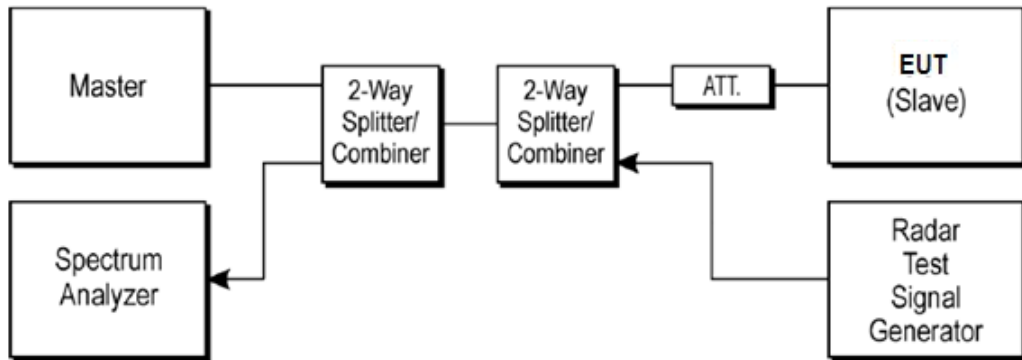 Master
2-Way
Splitter/
Combiner
2-Way
Splitter/
Combiner
ATT.
EUT
(Slave)
Spectrum
Analyzer
Radar
Test
Signal
Generator